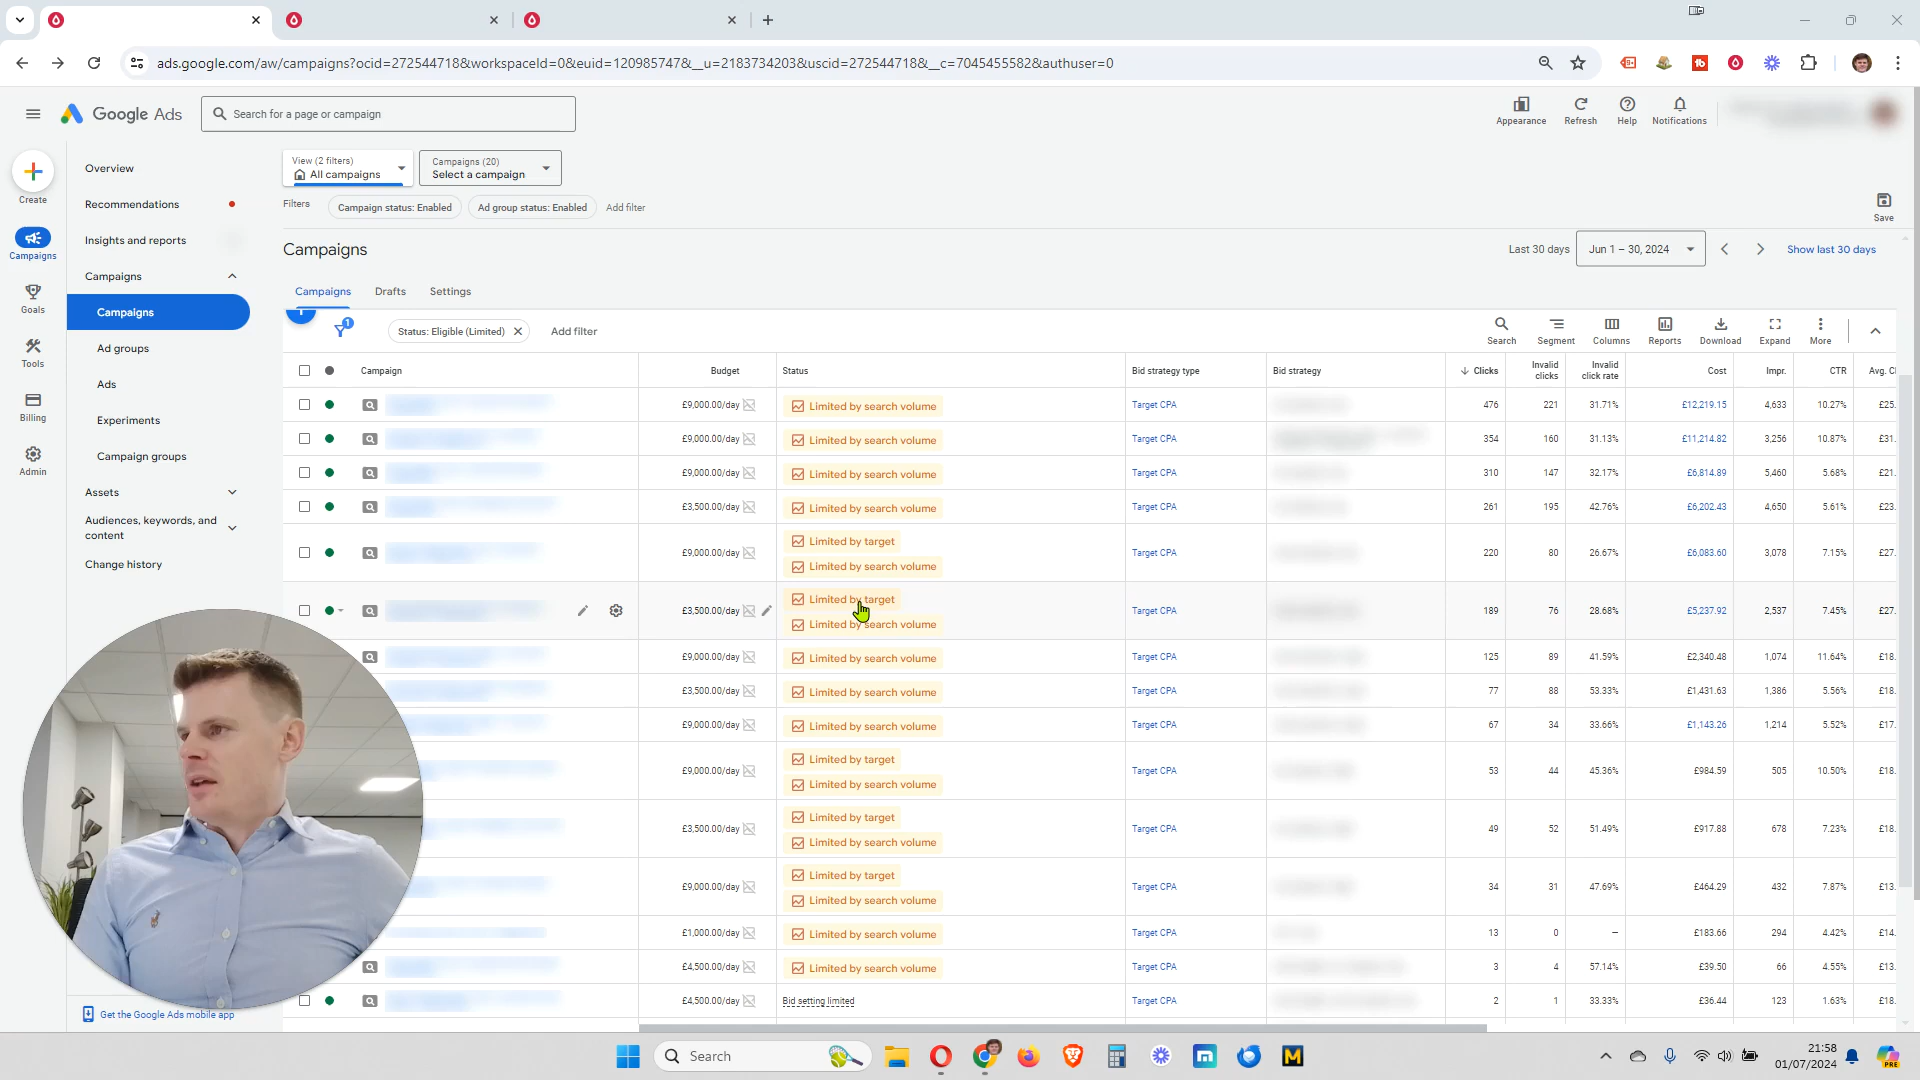 ads.google.com/aw/campaigns?ocid=272544718&workspaceId=0&euid=120985747&__u=2183734203&uscid=272544718&__c=7045455582&authuser=0
Google Ads
Search for a page or campaign
Appearance
Refresh
Help
Notifications
Create
Campaigns
Goals
Tools
Billing
Admin
Overview
Recommendations
Insights and reports
Campaigns
Campaigns
Ad groups
Ads
Experiments
Campaign groups
Assets
Audiences, keywords, and
content
Change history
Get the Google Ads mobile app
View (2 filters)
All campaigns
Campaigns (20)
Select a campaign
Filters
Campaign status: Enabled
Ad group status: Enabled
Add filter
Save
Campaigns
Last 30 days
Jun 1 – 30, 2024
Show last 30 days
Campaigns
Drafts
Settings
1
Status: Eligible (Limited)
Add filter
Search
Segment
Columns
Reports
Download
Expand
More
Campaign Budget Status Bid strategy type Bid strategy Clicks Invalid clicks Invalid click rate Cost Impr. CTR Avg.
£9,000.00/day Limited by search volume Target CPA 476 221 31.71% £12,219.15 4,633 10.27% £25.
£9,000.00/day Limited by search volume Target CPA 354 160 31.13% £11,214.82 3,256 10.87% £31.
£9,000.00/day Limited by search volume Target CPA 310 147 32.17% £6,814.89 5,460 5.68% £21.
£3,500.00/day Limited by search volume Target CPA 261 195 42.76% £6,202.43 4,650 5.61% £23.
Limited by target
£9,000.00/day Target CPA 220 80 26.67% £6,083.60 3,078 7.15% £27.
Limited by search volume
Limited by target
£3,500.00/day Target CPA 189 76 28.68% £5,237.92 2,537 7.45% £27.
Limited by search volume
£9,000.00/day Limited by search volume Target CPA 125 89 41.59% £2,340.48 1,074 11.64% £18.
£3,500.00/day Limited by search volume Target CPA 77 88 53.33% £1,431.63 1,386 5.56% £18.
£9,000.00/day Limited by search volume Target CPA 67 34 33.66% £1,143.26 1,214 5.52% £17.
Limited by target
£9,000.00/day Target CPA 53 44 45.36% £984.59 505 10.50% £18.
Limited by search volume
Limited by target
£3,500.00/day Target CPA 49 52 51.49% £917.88 678 7.23% £18.
Limited by search volume
Limited by target
£9,000.00/day Target CPA 34 31 47.69% £464.29 432 7.87% £13.
Limited by search volume
£1,000.00/day Limited by search volume Target CPA 13 0 — £183.66 294 4.42% £14.
£4,500.00/day Limited by search volume Target CPA 3 4 57.14% £39.50 66 4.55% £13.
£4,500.00/day Bid setting limited Target CPA 2 1 33.33% £36.44 123 1.63% £18.
Search
21:58
01/07/2024
PRE